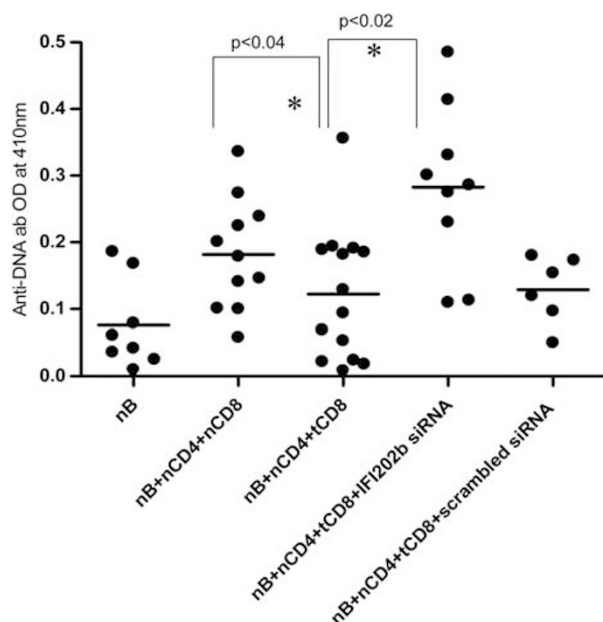 p<0.04
p<0.02
*
*
Anti-DNA ab OD at 410nm
0.5
0.4
0.3
0.2
0.1
0.0
nB
nB+nCD4+nCD8
nB+nCD4+tCD8
nB+nCD4+tCD8+IFI202b siRNA
nB+nCD4+tCD8+scrambled siRNA